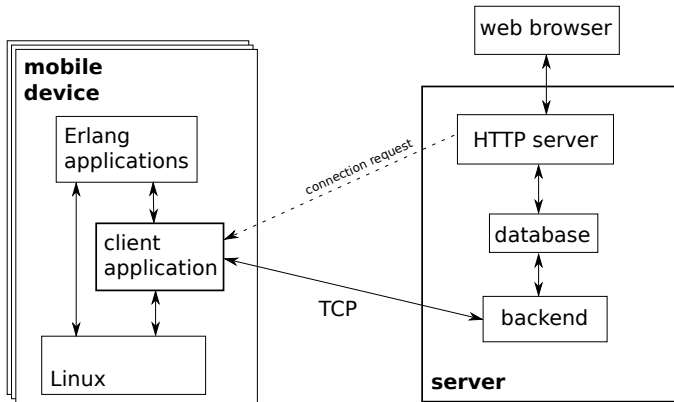 mobile
device
Erlang
applications
client
application
Linux
connection request
TCP
web browser
HTTP server
database
backend
server